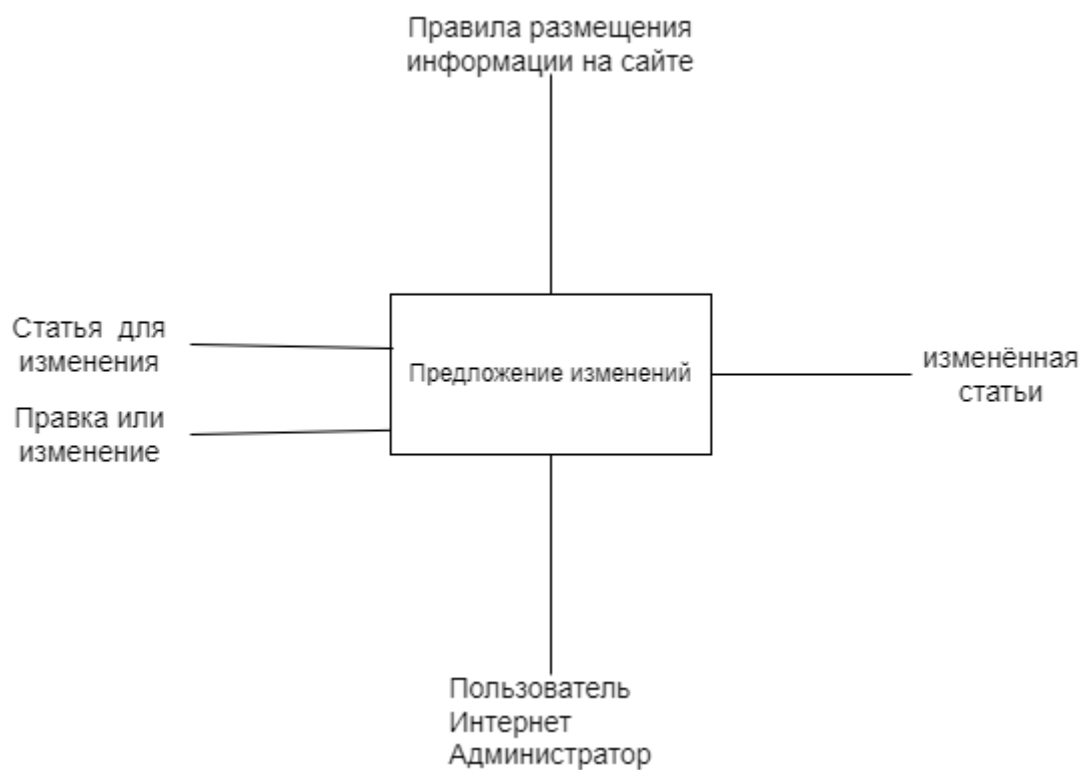 Правила размещения
информации на сайте
Статья для
изменения
Правка или
изменение
Предложение изменений
изменённая
статьи
Пользователь
Интернет
Администратор